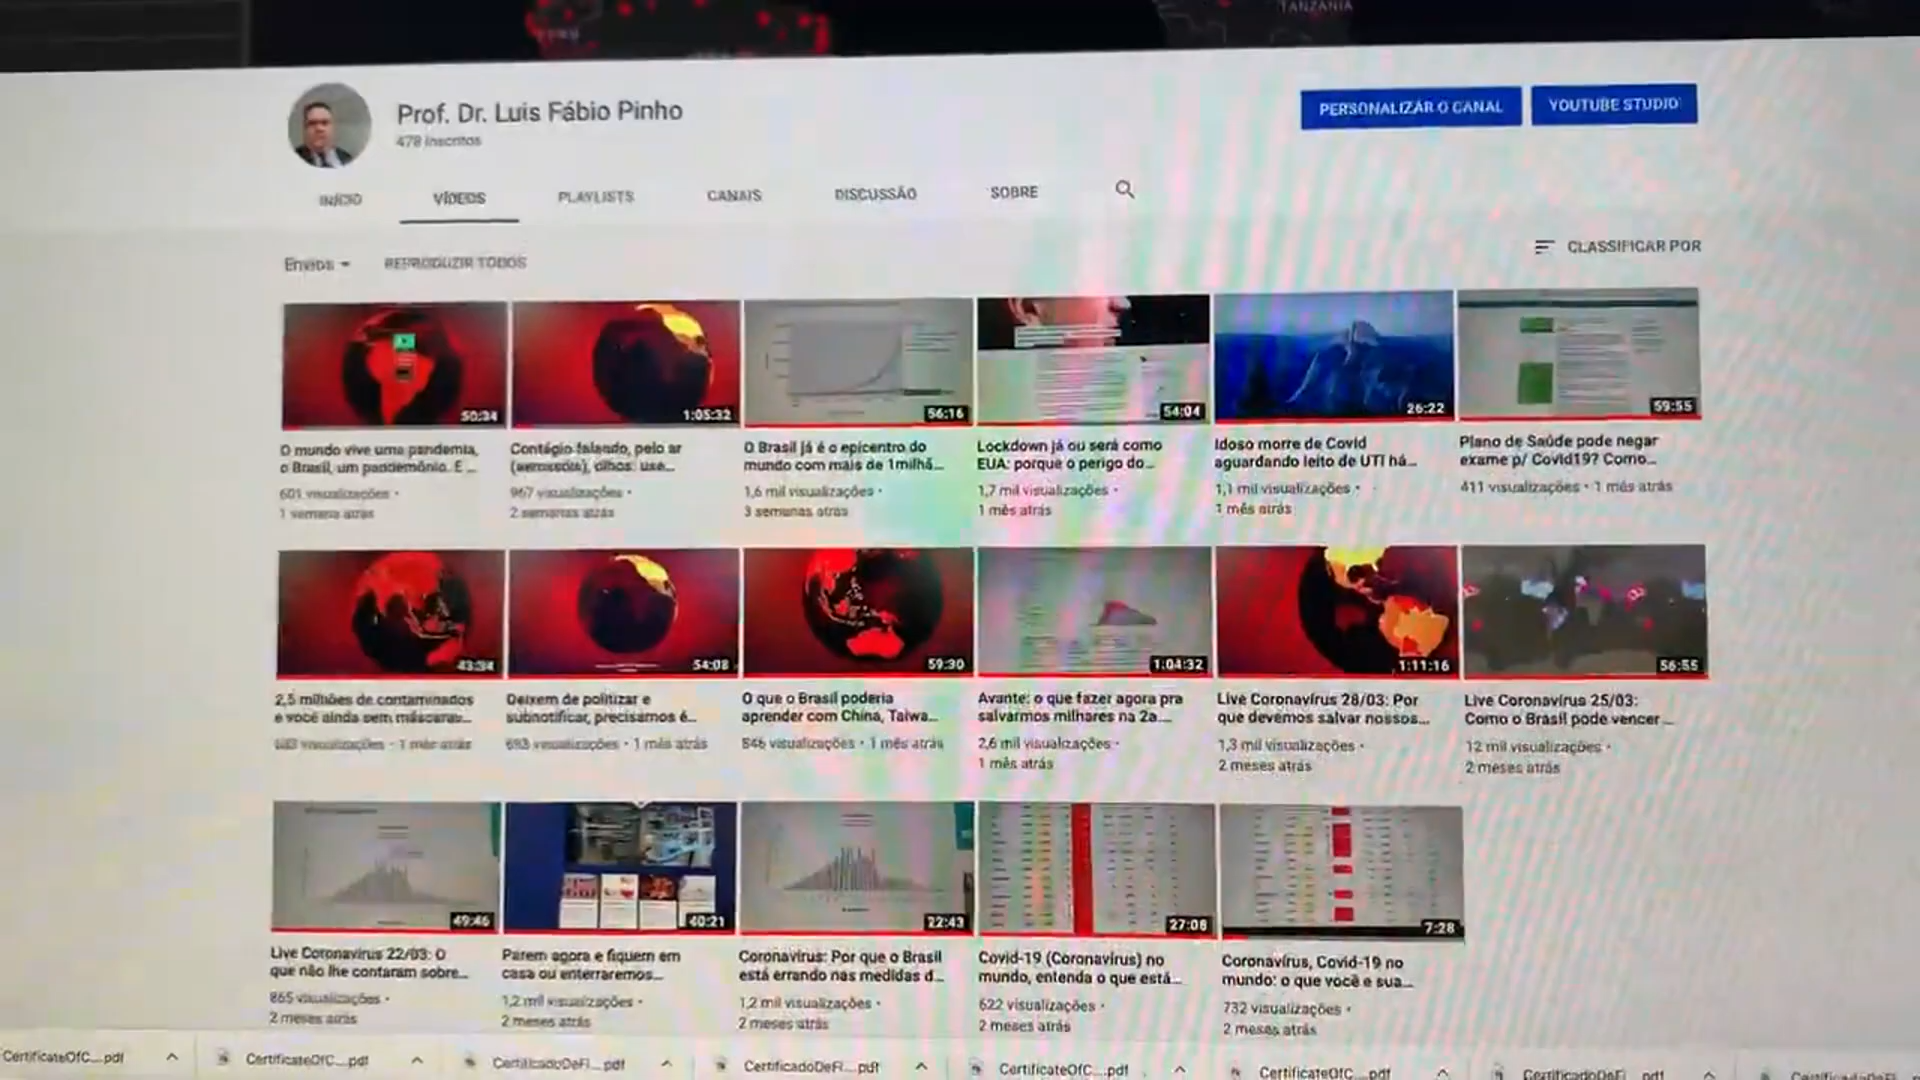 TANZANIA
Prof. Dr. Luis Fábio Pinho
478 inscritos
PERSONALIZAR O CANAL
YOUTUBE STUDIO
INÍCIO
VÍDEOS
PLAYLISTS
CANAIS
DISCUSSÃO
SOBRE
Envios
REPRODUZIR TODOS
CLASSIFICAR POR
50:34
1:05:32
56:16
54:04
26:22
59:55
O mundo vive uma pandemia,
o Brasil, um pandemônio. E ...
601 visualizações •
1 semana atrás
Contágio falando, pelo ar
(aerossóis), olhos: use...
967 visualizações •
2 semanas atrás
O Brasil já é o epicentro do
mundo com mais de 1milhã...
1,6 mil visualizações •
3 semanas atrás
Lockdown já ou será como
EUA: porque o perigo do...
1,7 mil visualizações •
1 mês atrás
Idoso morre de Covid
aguardando leito de UTI há...
1,1 mil visualizações •
1 mês atrás
Plano de Saúde pode negar
exame p/ Covid19? Como...
411 visualizações • 1 mês atrás
43:34
54:08
59:30
1:04:32
1:11:16
56:55
2,5 milhões de contaminados
e você ainda sem máscaras...
visualizações • 1 mês atrás
Deixem de politizar e
subnotificar, precisamos é...
693 visualizações • 1 mês atrás
O que o Brasil poderia
aprender com China, Taiwa...
846 visualizações • 1 mês atrás
Avante: o que fazer agora pra
salvarmos milhares na 2a....
2,6 mil visualizações •
1 mês atrás
Live Coronavírus 28/03: Por
que devemos salvar nossos...
1,3 mil visualizações •
2 meses atrás
Live Coronavírus 25/03:
Como o Brasil pode vencer ...
12 mil visualizações •
2 meses atrás
49:46
40:21
22:43
27:08
7:28
Live Coronavírus 22/03: O
que não lhe contaram sobre...
865 visualizações •
2 meses atrás
Parem agora e fiquem em
casa ou enterraremos...
1,2 mil visualizações •
2 meses atrás
Coronavírus: Por que o Brasil
está errando nas medidas d...
1,2 mil visualizações •
2 meses atrás
Covid-19 (Coronavírus) no
mundo, entenda o que está...
622 visualizações •
2 meses atrás
Coronavírus, Covid-19 no
mundo: o que você e sua...
732 visualizações •
2 meses atrás
CertificateOfC....pdf
CertificateOfC....pdf
CertificadoDeFi....pdf
CertificadoDeFi....pdf
CertificateOfC....pdf
CertificateOfC....pdf
CertificadoDeFi....pdf
CertificadoDeFi